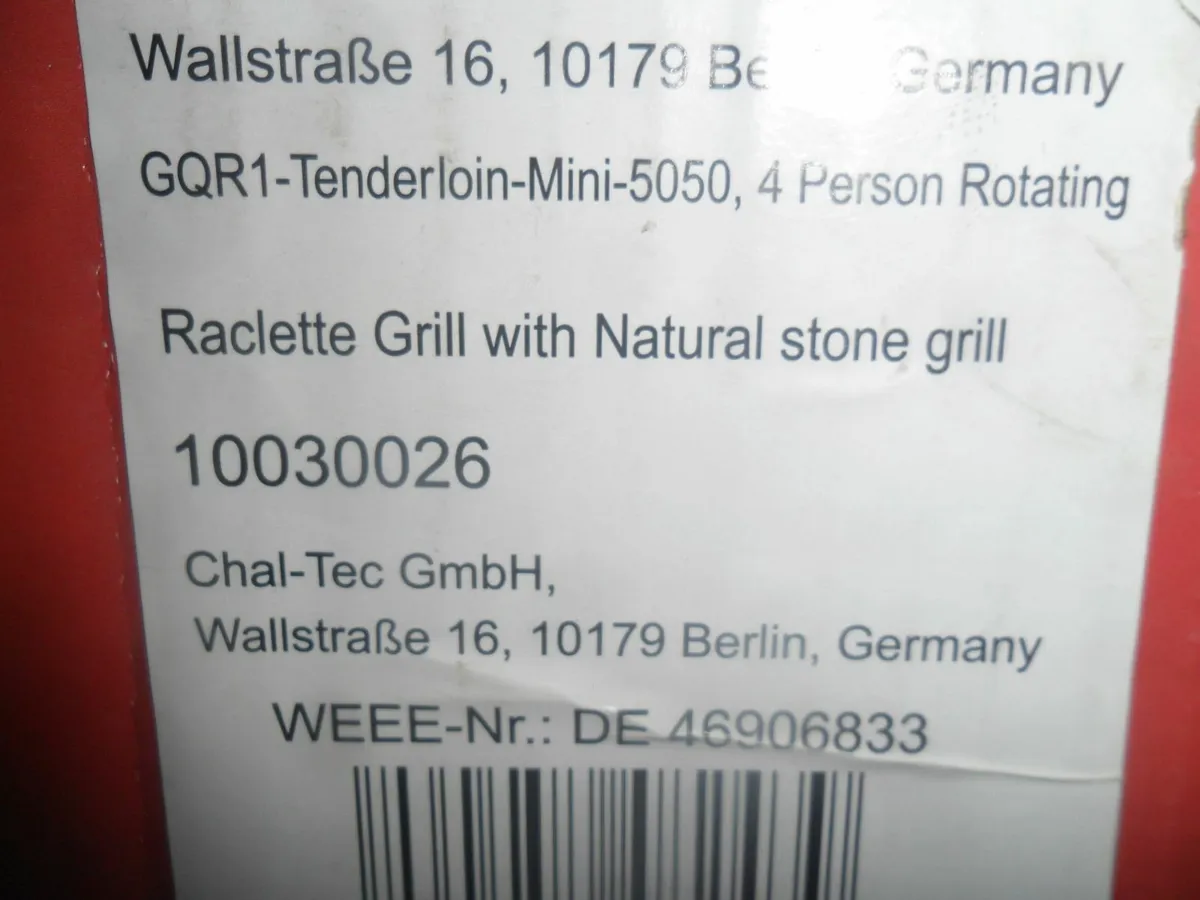 Wallstraße 16, 10179 Germany
GQR1-Tenderloin-Mini-5050, 4 Person Rotating
Raclette Grill with Natural stone grill
10030026
Chal-Tec GmbH,
Wallstraße 16, 10179 Berlin, Germany
WEEE-Nr.: DE 46906833